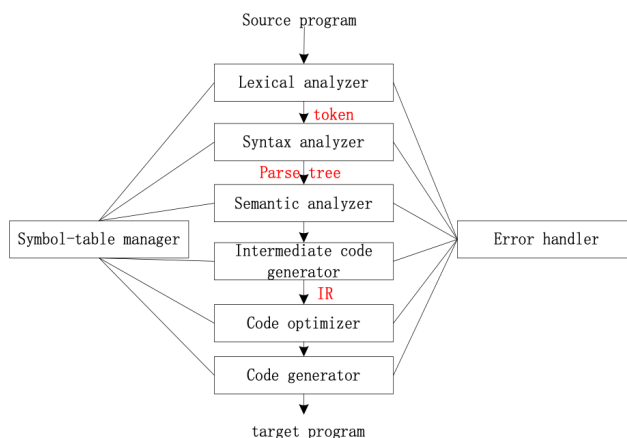 Source program
Lexical analyzer
token
Syntax analyzer
Parse tree
Semantic analyzer
Symbol-table manager
Error handler
Intermediate code
generator
IR
Code optimizer
Code generator
target program